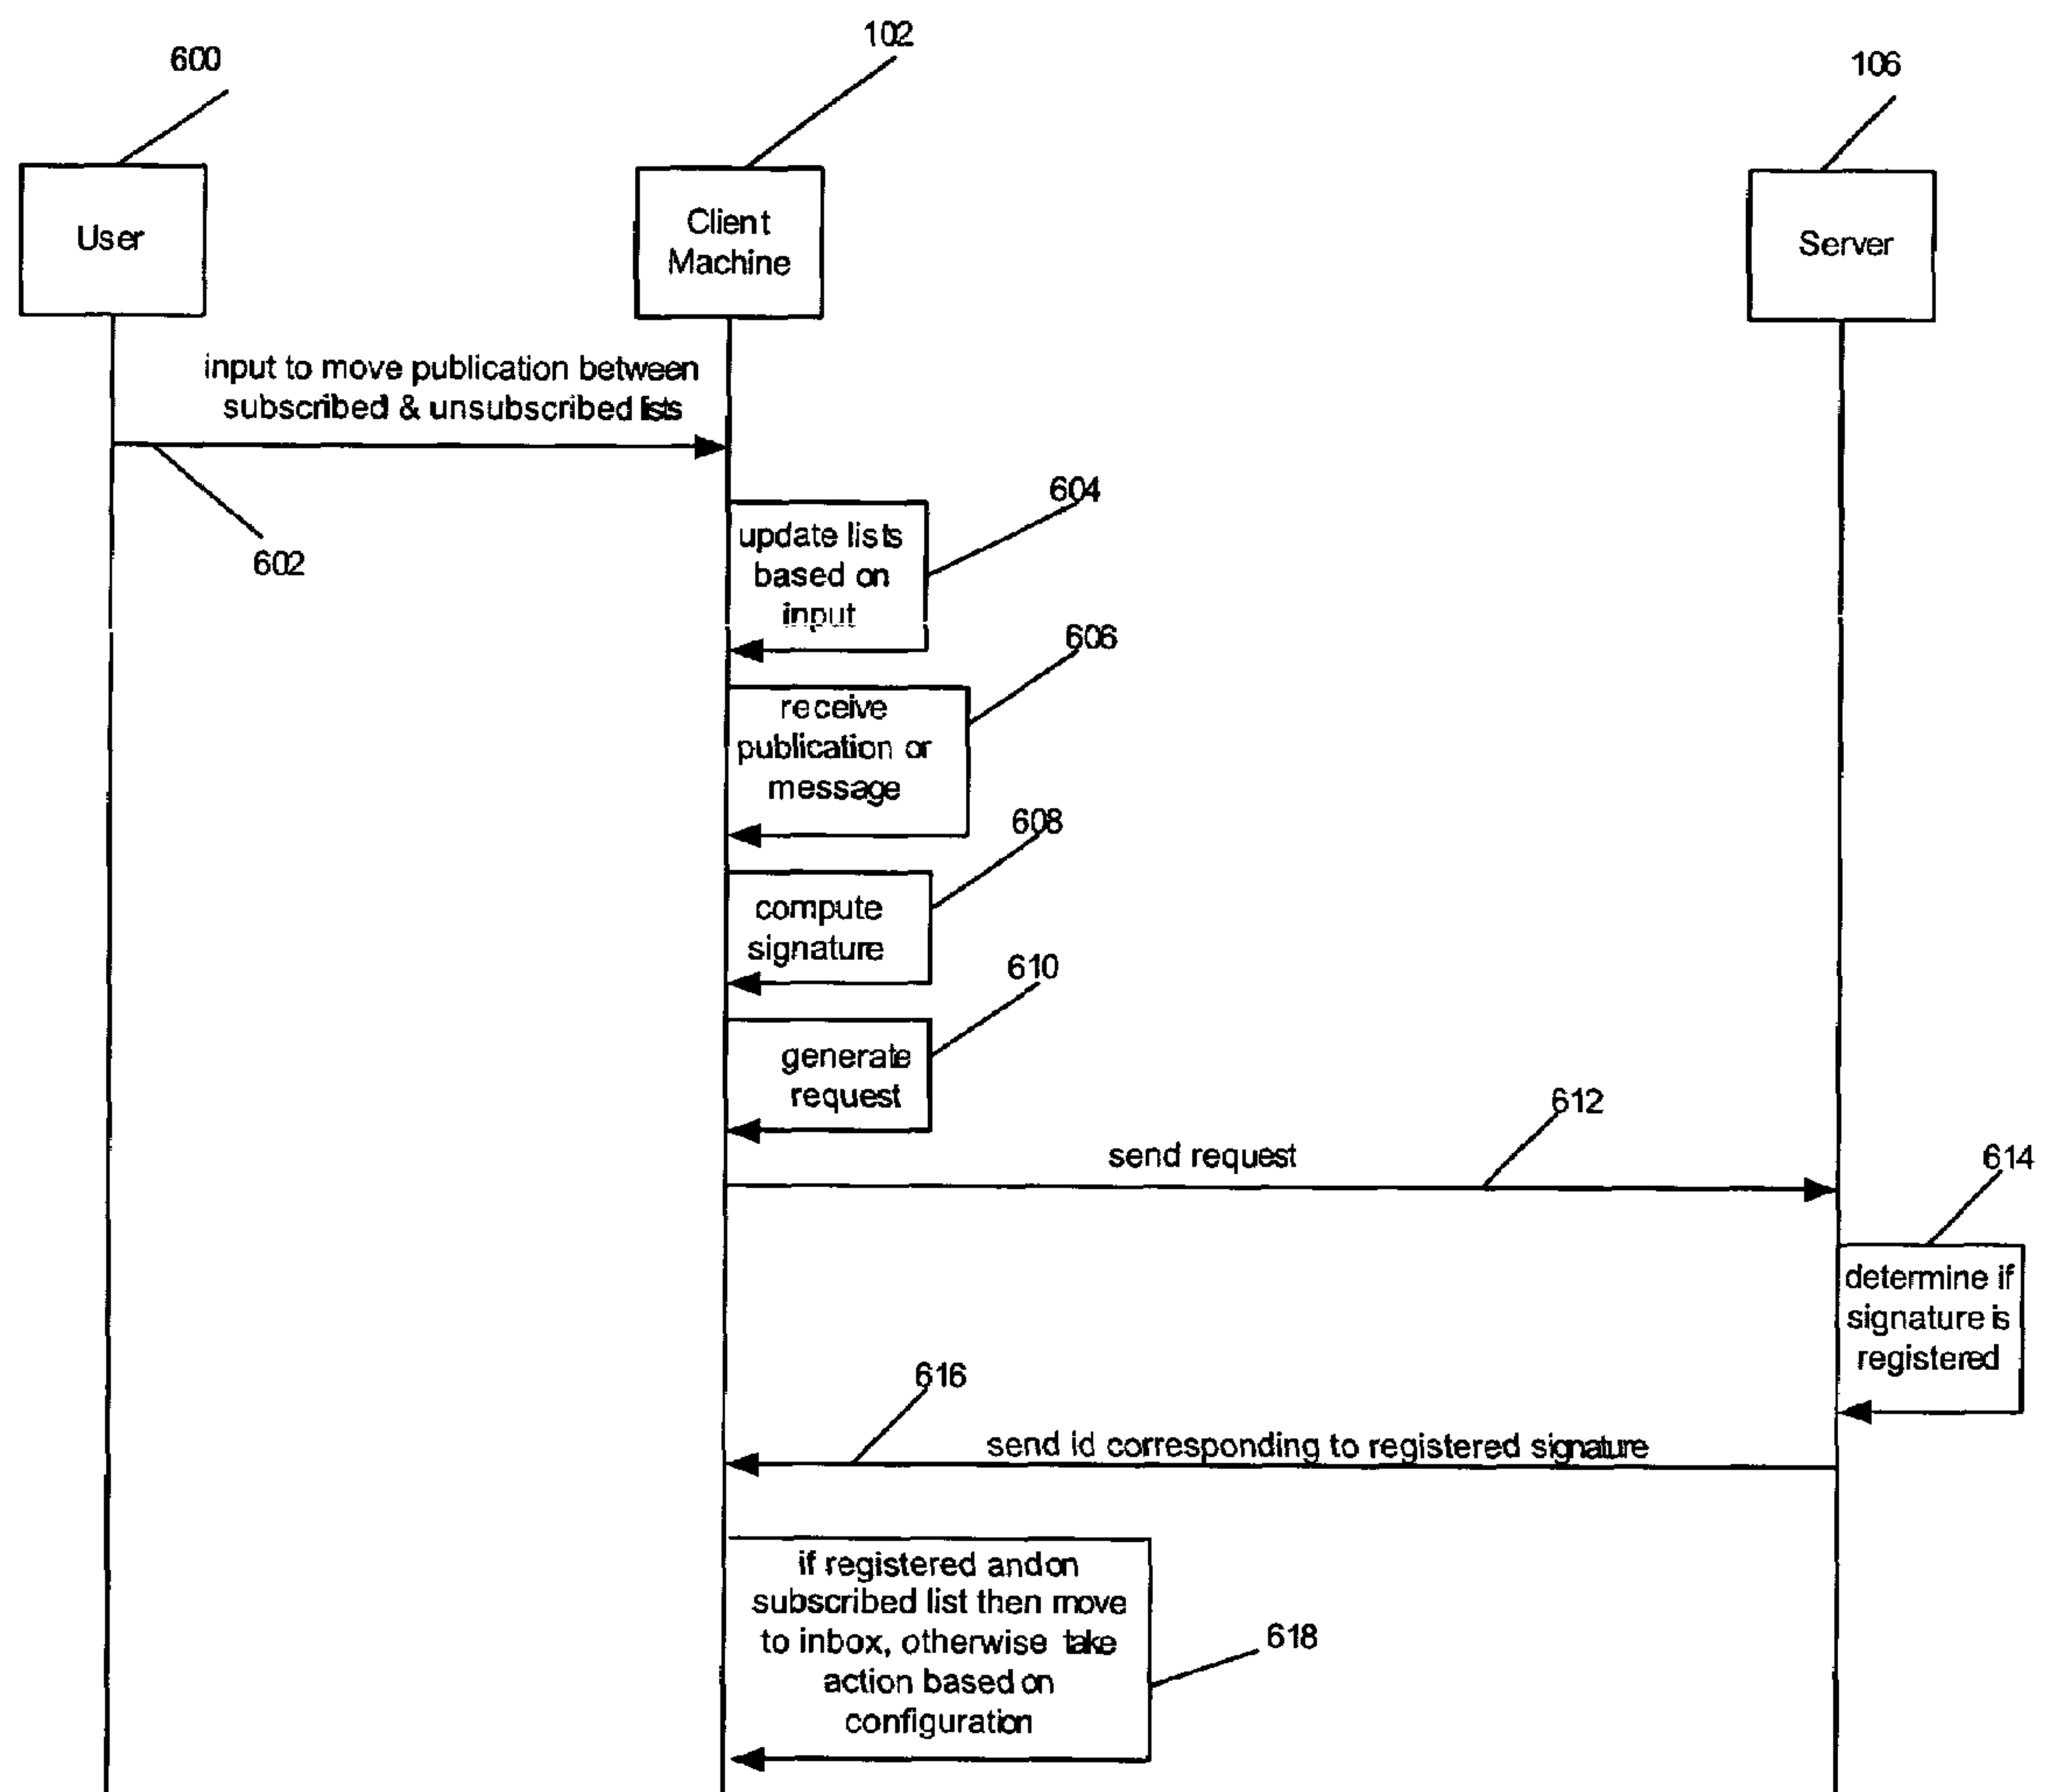 600
102
106
User
Client
Machine
Server
input to move publication between
subscribed & unsubscribed lists
602
604
update lists
based on
input
606
receive
publication or
message
608
compute
signature
610
generate
request
612
send request
614
determine if
signature is
registered
616
send id corresponding to registered signature
if registered and on
subscribed list then move
to inbox, otherwise take
action based on
configuration
618